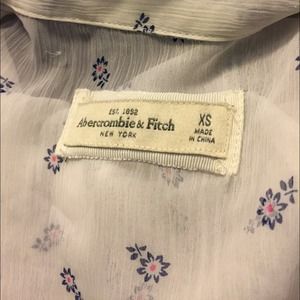 EST. 1892
Abercrombie & Fitch
NEW YORK
XS
MADE
IN CHINA